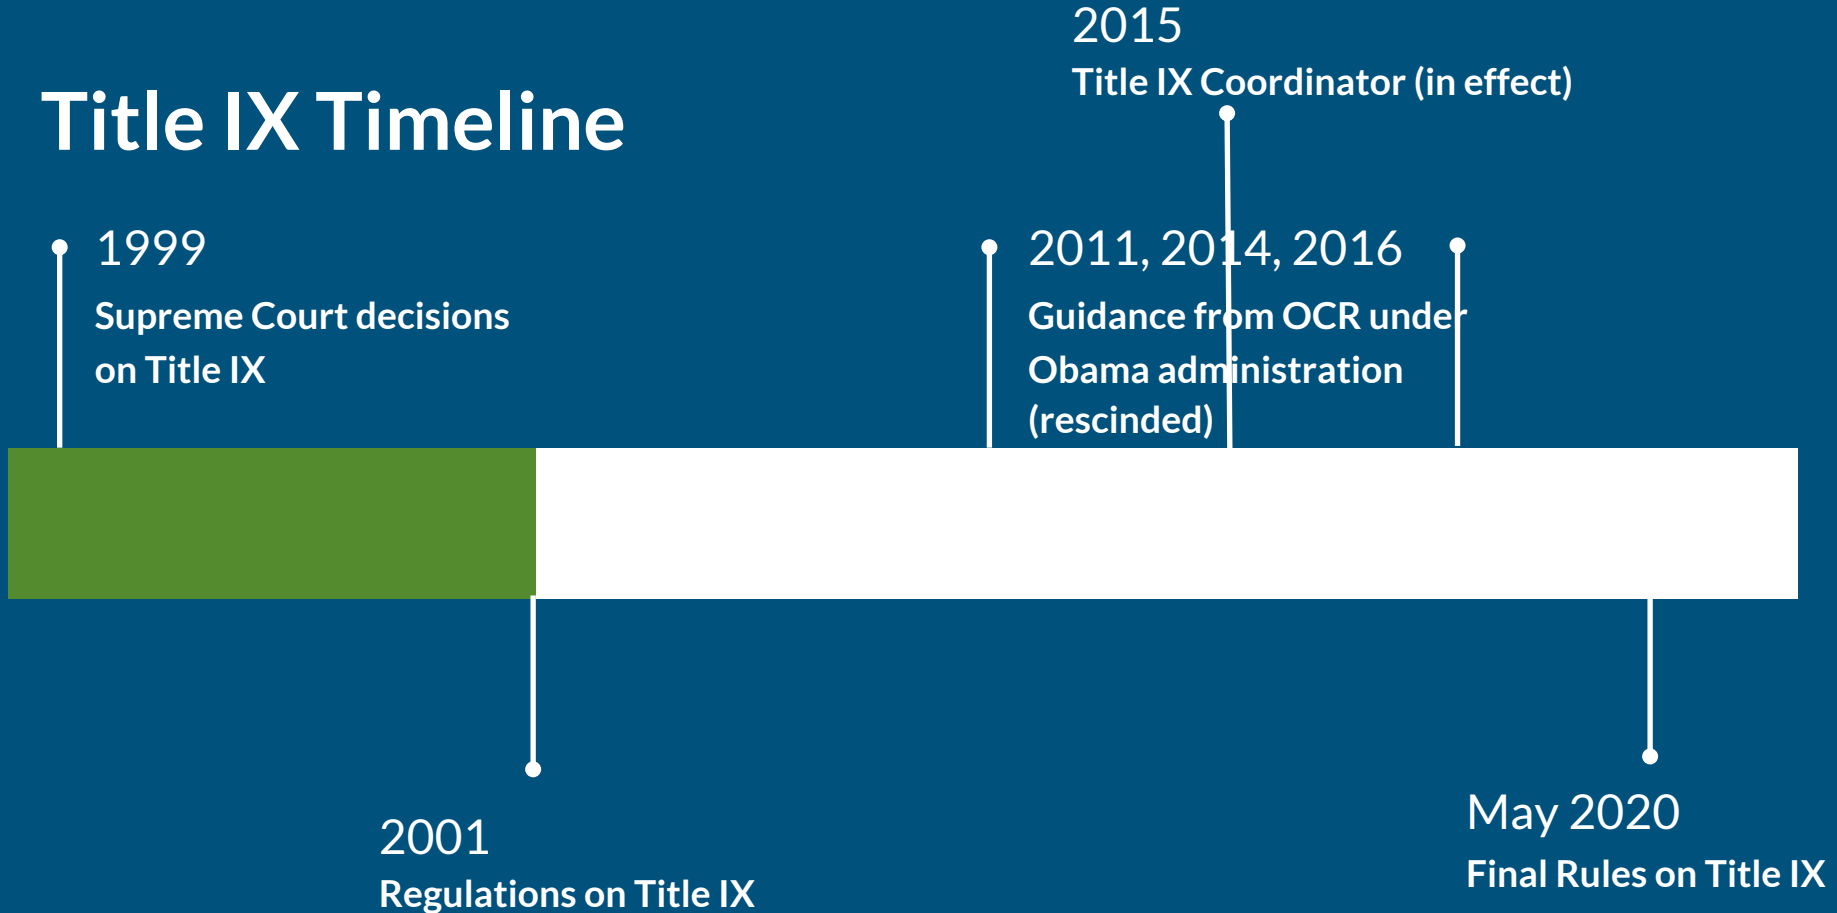 Title IX Timeline
2015
Title IX Coordinator (in effect)
1999
Supreme Court decisions
on Title IX
2011, 2014, 2016
Guidance from OCR under
Obama administration
(rescinded)
2001
Regulations on Title IX
May 2020
Final Rules on Title IX